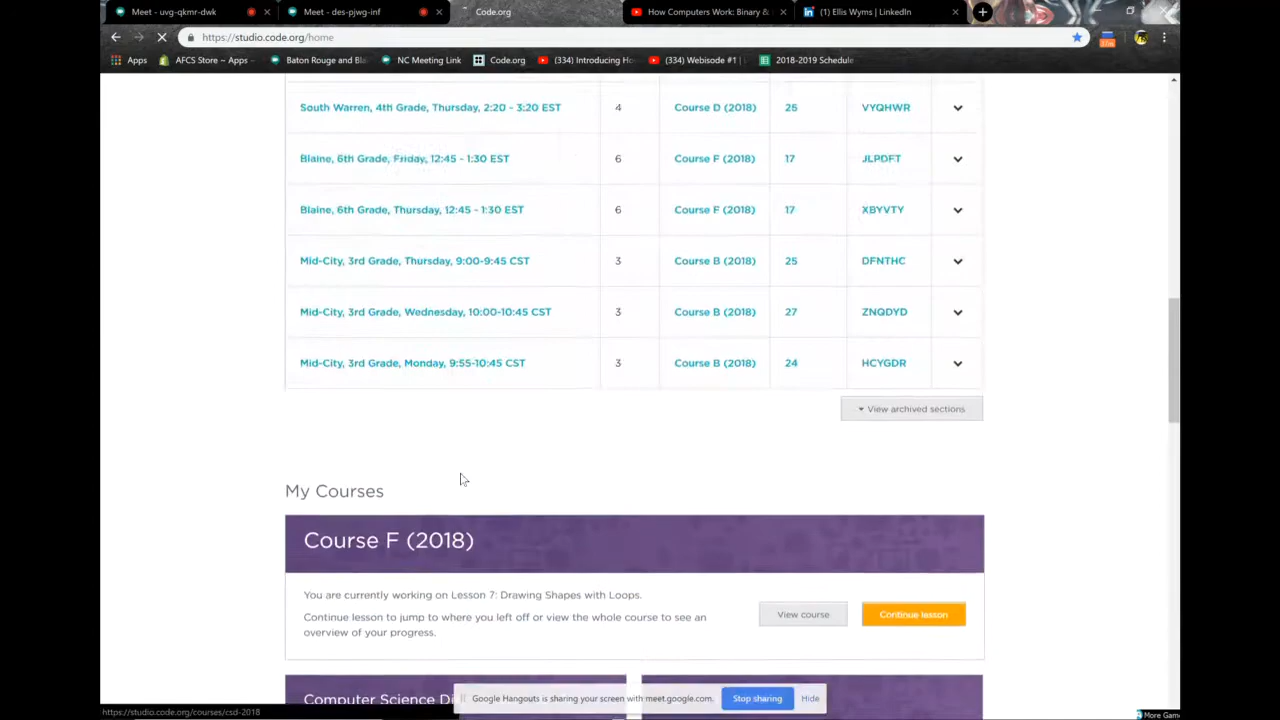 Meet - uvg-qkmr-dwk
Meet - des-pjwg-inf
Code.org
How Computers Work: Binary &
(1) Ellis Wyms | LinkedIn
https://studio.code.org/home
Apps
AFCS Store ~ Apps
Baton Rouge and Bla
NC Meeting Link
Code.org
(334) Introducing Ho
(334) Webisode #1 |
2018-2019 Schedule
South Warren, 4th Grade, Thursday, 2:20 - 3:20 EST 4 Course D (2018) 25 VYQHWR
Blaine, 6th Grade, Friday, 12:45 - 1:30 EST 6 Course F (2018) 17 JLPDFT
Blaine, 6th Grade, Thursday, 12:45 - 1:30 EST 6 Course F (2018) 17 XBYVTY
Mid-City, 3rd Grade, Thursday, 9:00-9:45 CST 3 Course B (2018) 25 DFNTHC
Mid-City, 3rd Grade, Wednesday, 10:00-10:45 CST 3 Course B (2018) 27 ZNQDYD
Mid-City, 3rd Grade, Monday, 9:55-10:45 CST 3 Course B (2018) 24 HCYGDR
View archived sections
My Courses
Course F (2018)
You are currently working on Lesson 7: Drawing Shapes with Loops.
Continue lesson to jump to where you left off or view the whole course to see an
overview of your progress.
View course
Continue lesson
Computer Science Di
Google Hangouts is sharing your screen with meet.google.com.
Stop sharing
Hide
https://studio.code.org/courses/csd-2018
More Gam